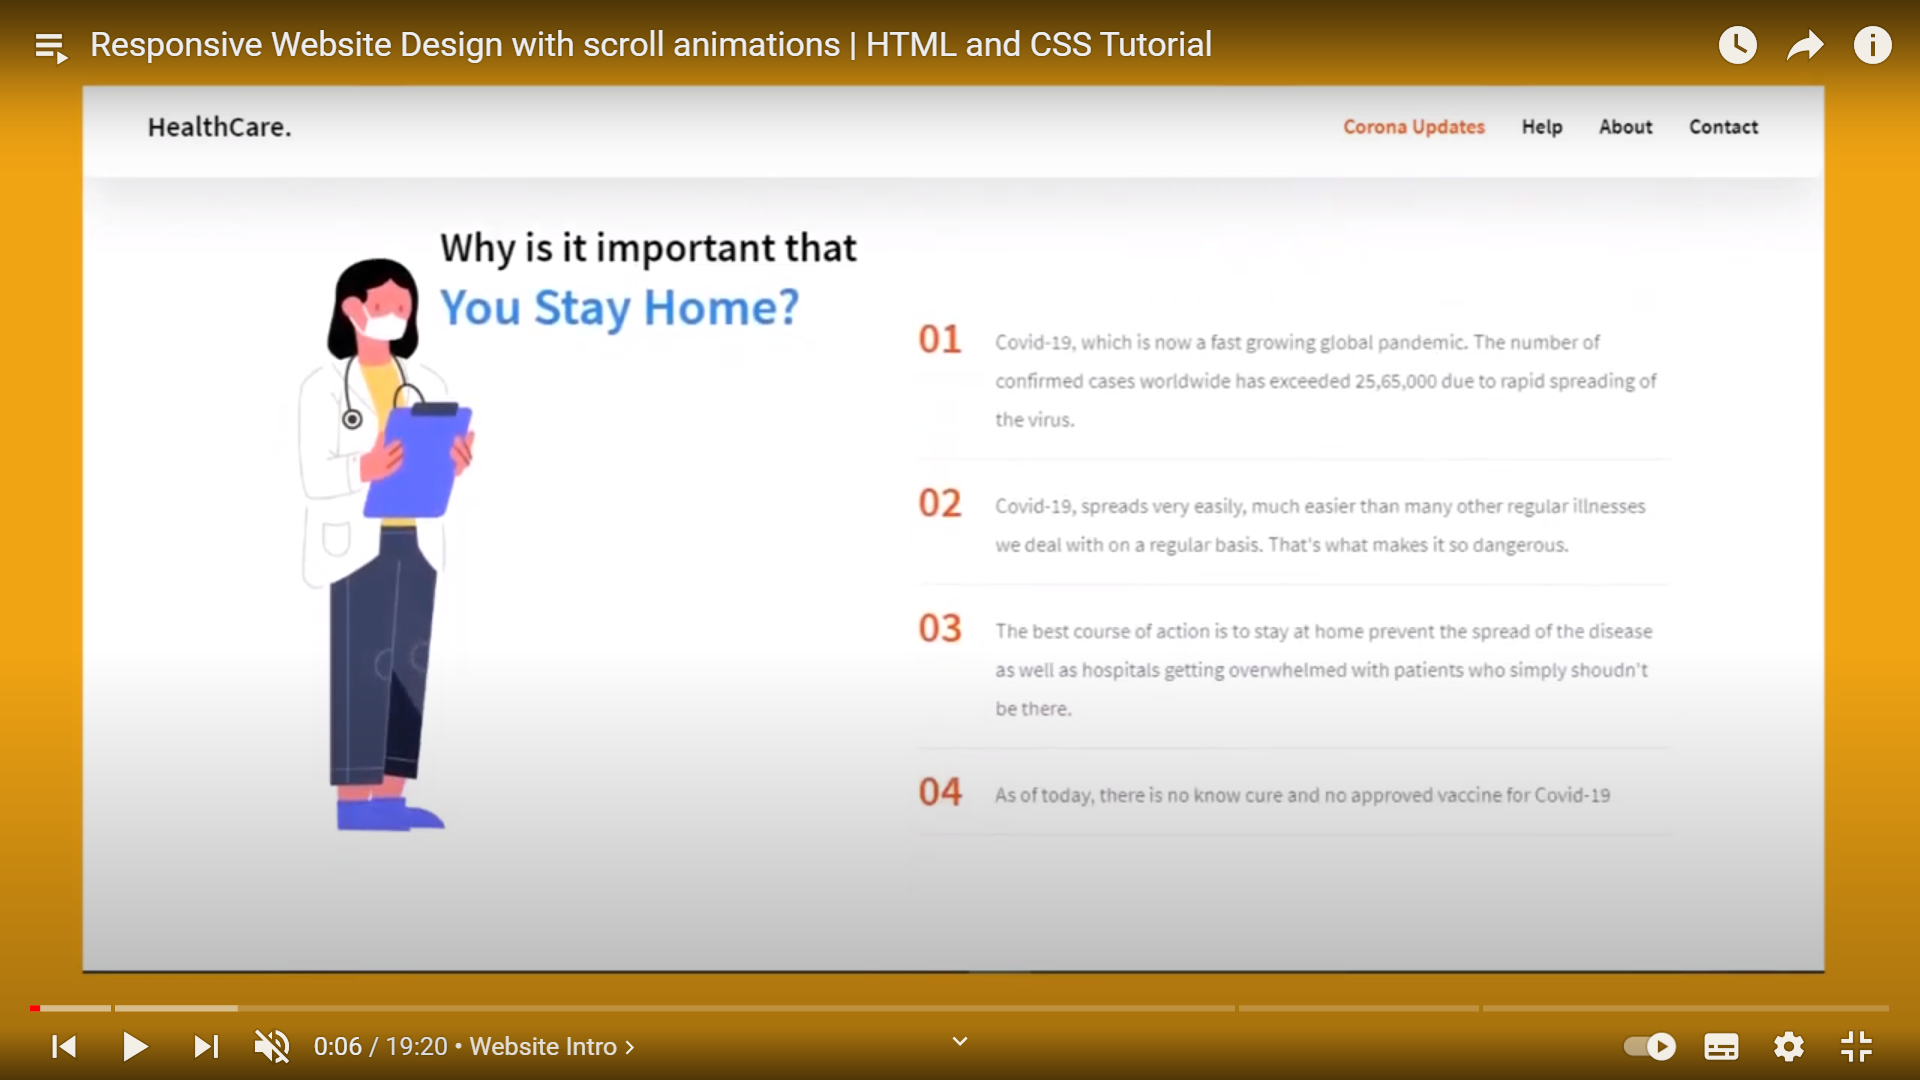 Responsive Website Design with scroll animations | HTML and CSS Tutorial
HealthCare.
Corona Updates Help About Contact
Why is it important that
You Stay Home?
01
Covid-19, which is now a fast growing global pandemic. The number of
confirmed cases worldwide has exceeded 25,65,000 due to rapid spreading of
the virus.
02
Covid-19, spreads very easily, much easier than many other regular illnesses
we deal with on a regular basis. That's what makes it so dangerous.
03
The best course of action is to stay at home prevent the spread of the disease
as well as hospitals getting overwhelmed with patients who simply shoudn't
be there.
04
As of today, there is no know cure and no approved vaccine for Covid-19
0:06 / 19:20 • Website Intro